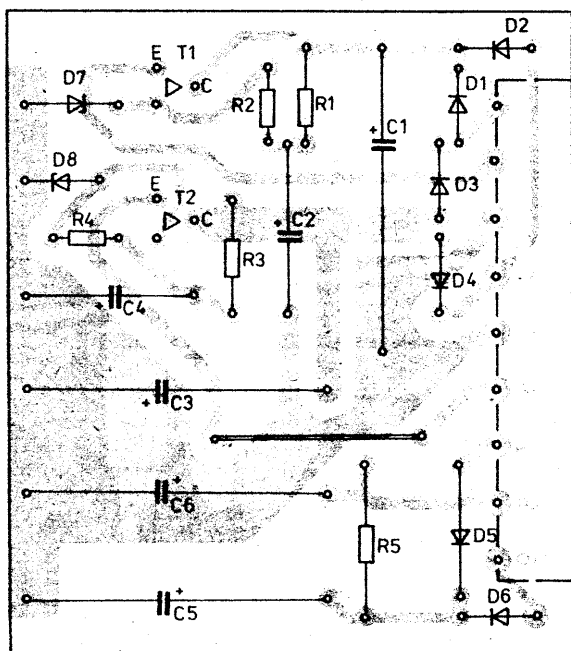 D2
E T1
D7
C
D1
R2 R1
C1
+
D8
E T2
D3
C
R4
C2
+
R3
D4
+ C4
+ C3
+
C6
D5
R5
+
C5
D6